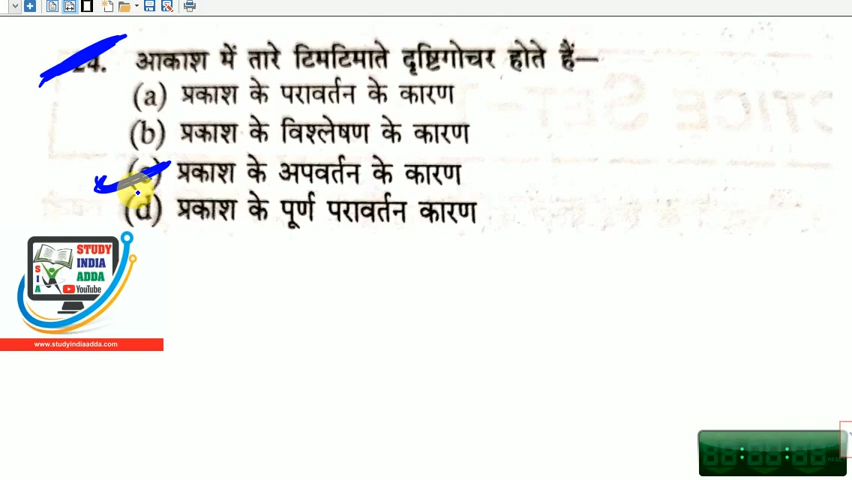 24. आकाश में तारे टिमटिमाते दृष्टिगोचर होते हैं—
(a) प्रकाश के परावर्तन के कारण
(b) प्रकाश के विश्लेषण के कारण
(c) प्रकाश के अपवर्तन के कारण
(d) प्रकाश के पूर्ण परावर्तन कारण
STUDY
INDIA
ADDA
YouTube
SIA
www.studyindiaadda.com